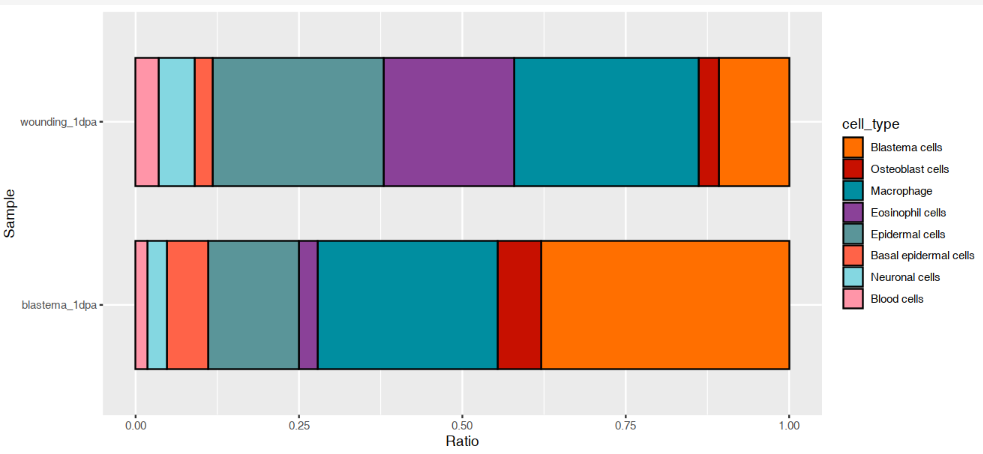 Sample
wounding_1dpa
blastema_1dpa
0.00 0.25 0.50 0.75 1.00
Ratio
cell_type
Blastema cells
Osteoblast cells
Macrophage
Eosinophil cells
Epidermal cells
Basal epidermal cells
Neuronal cells
Blood cells